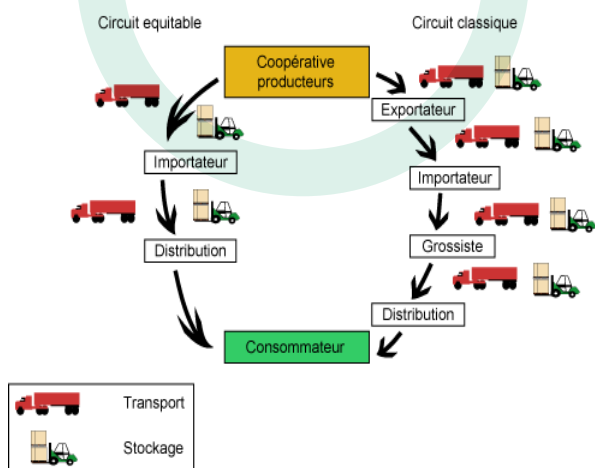 Circuit equitable
Circuit classique
Coopérative
producteurs
Exportateur
Importateur
Importateur
Distribution
Grossiste
Distribution
Consommateur
Transport
Stockage